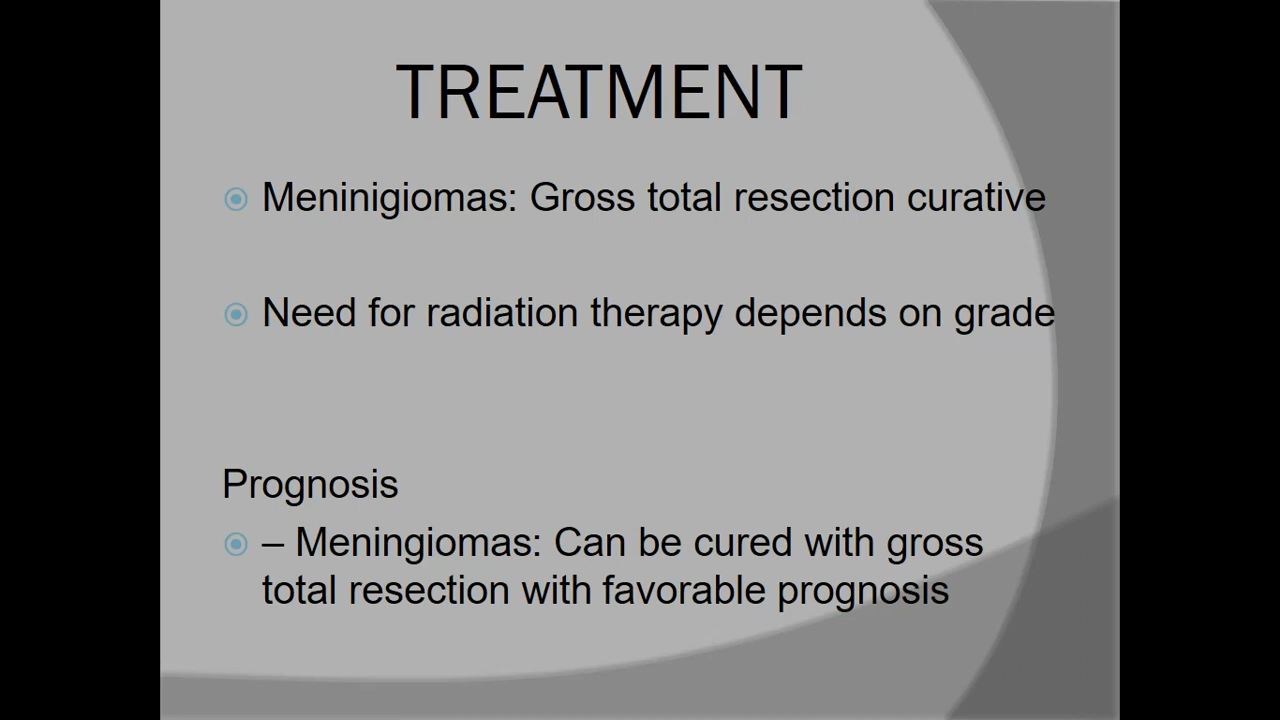 TREATMENT
Meninigiomas: Gross total resection curative
Need for radiation therapy depends on grade
Prognosis
– Meningiomas: Can be cured with gross
total resection with favorable prognosis